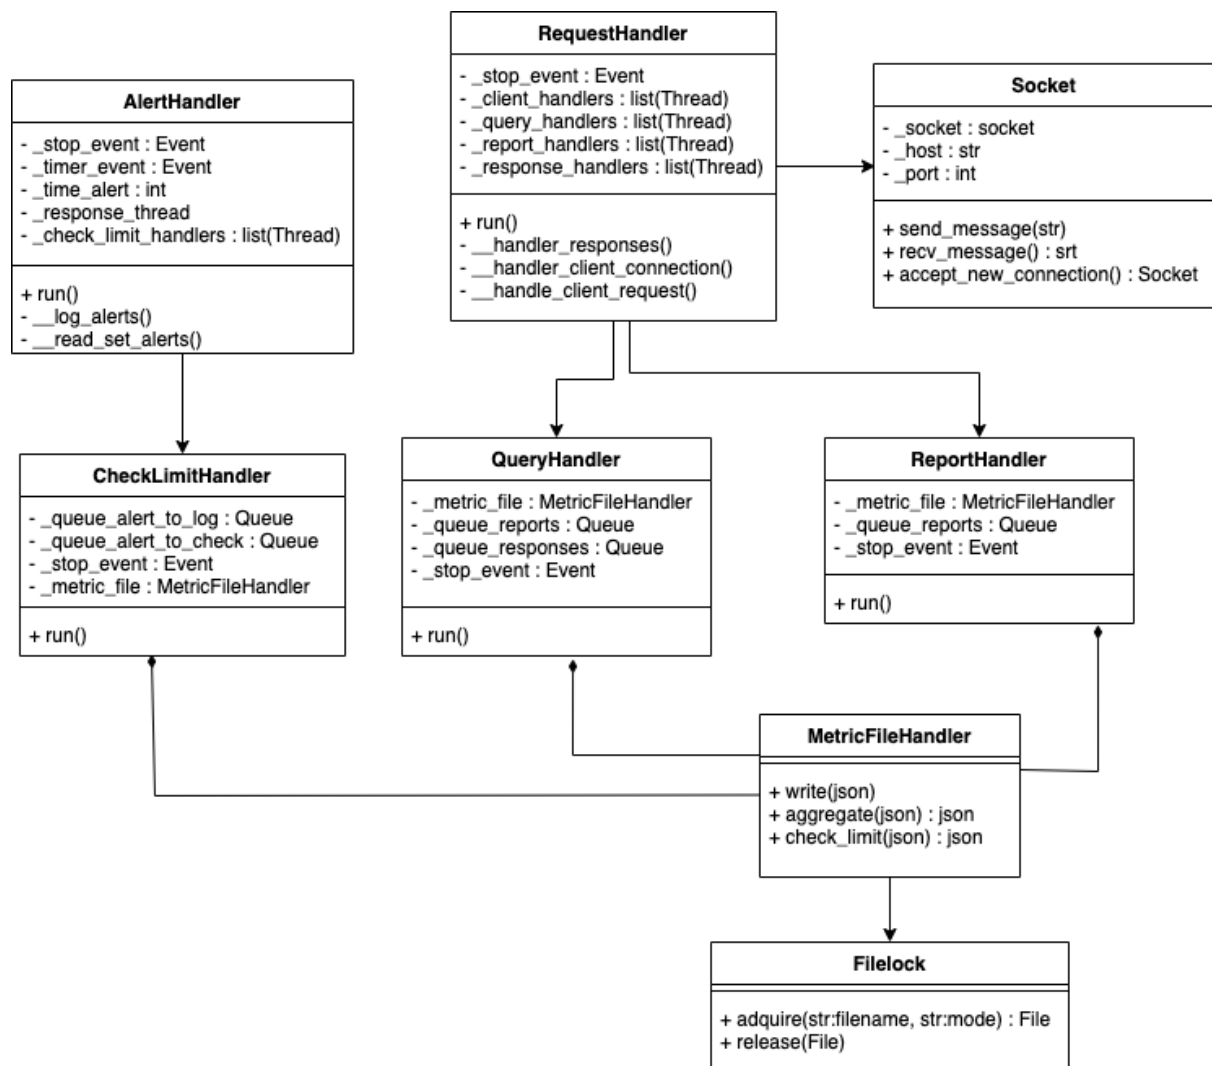 RequestHandler
- _stop_event : Event
- _client_handlers : list(Thread)
- _query_handlers : list(Thread)
- _report_handlers : list(Thread)
- _response_handlers : list(Thread)
+ run()
- __handler_responses()
- __handler_client_connection()
- __handle_client_request()
AlertHandler
- _stop_event : Event
- _timer_event : Event
- _time_alert : int
- _response_thread
- _check_limit_handlers : list(Thread)
+ run()
- __log_alerts()
- __read_set_alerts()
Socket
- _socket : socket
- _host : str
- _port : int
+ send_message(str)
+ recv_message() : srt
+ accept_new_connection() : Socket
CheckLimitHandler
- _queue_alert_to_log : Queue
- _queue_alert_to_check : Queue
- _stop_event : Event
- _metric_file : MetricFileHandler
+ run()
QueryHandler
- _metric_file : MetricFileHandler
- _queue_reports : Queue
- _queue_responses : Queue
- _stop_event : Event
+ run()
ReportHandler
- _metric_file : MetricFileHandler
- _queue_reports : Queue
- _stop_event : Event
+ run()
MetricFileHandler
+ write(json)
+ aggregate(json) : json
+ check_limit(json) : json
Filelock
+ adquire(str:filename, str:mode) : File
+ release(File)